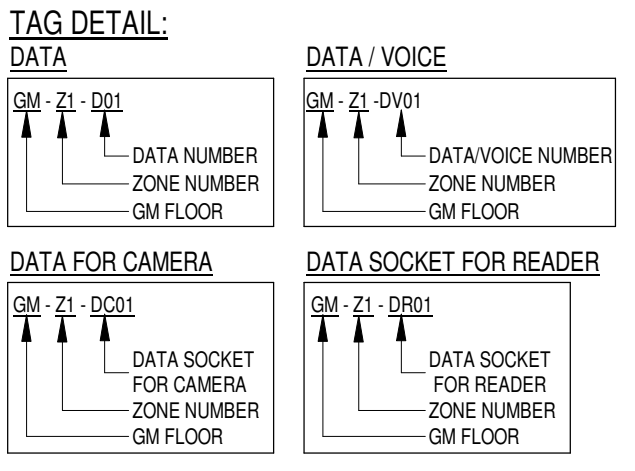 TAG DETAIL:
DATA
GM - Z1 - D01
DATA NUMBER
ZONE NUMBER
GM FLOOR
DATA / VOICE
GM - Z1 -DV01
DATA/VOICE NUMBER
ZONE NUMBER
GM FLOOR
DATA FOR CAMERA
GM - Z1 - DC01
DATA SOCKET
FOR CAMERA
ZONE NUMBER
GM FLOOR
DATA SOCKET FOR READER
GM - Z1 - DR01
DATA SOCKET
FOR READER
ZONE NUMBER
GM FLOOR